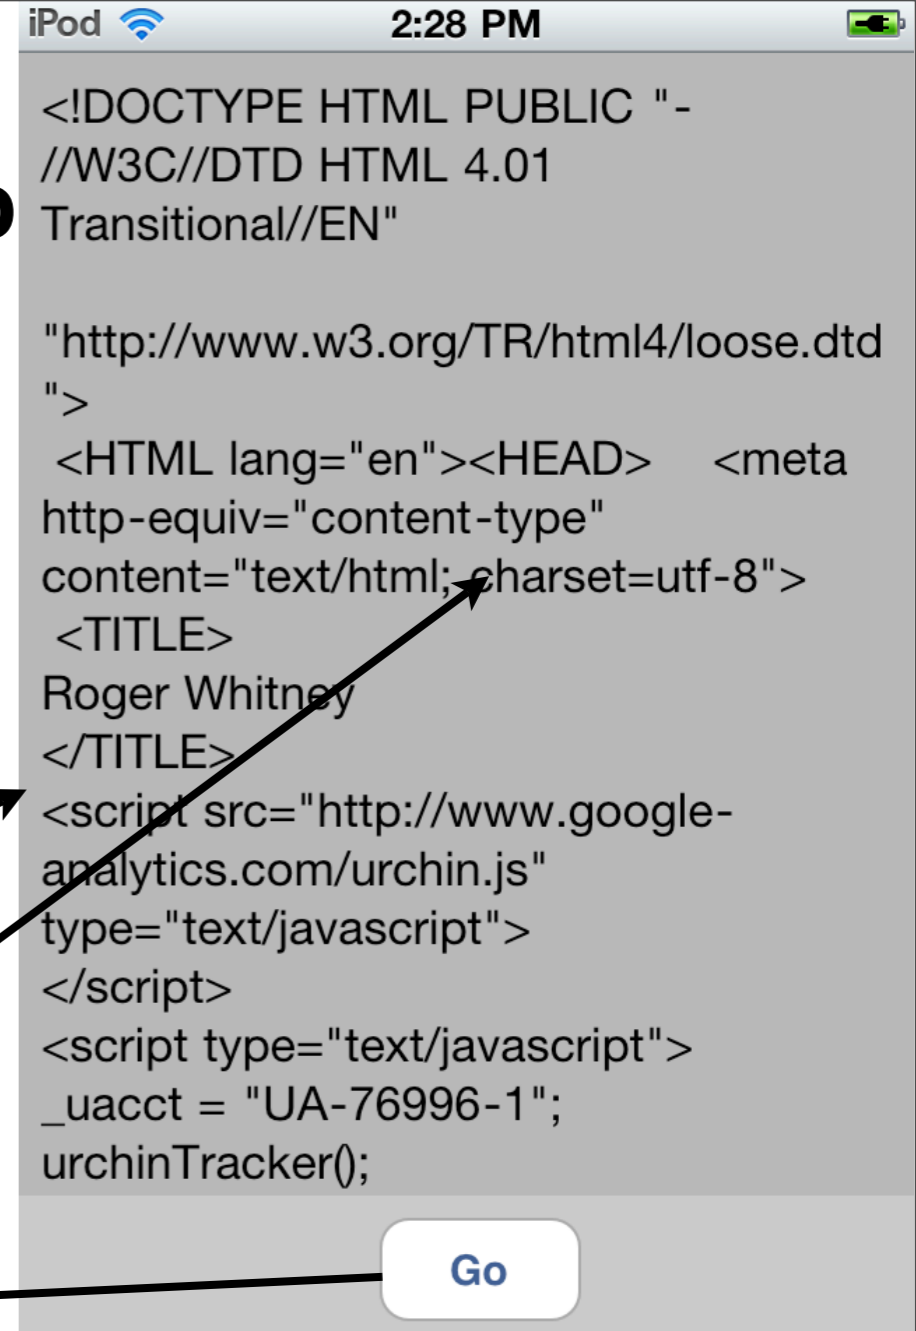 iPod 2:28 PM
<!DOCTYPE HTML PUBLIC "-
//W3C//DTD HTML 4.01
Transitional//EN"
"http://www.w3.org/TR/html4/loose.dtd
">
<HTML lang="en"><HEAD>    <meta
http-equiv="content-type"
content="text/html; charset=utf-8">
<TITLE>
Roger Whitney
</TITLE>
<script src="http://www.google-
analytics.com/urchin.js"
type="text/javascript">
</script>
<script type="text/javascript">
_uacct = "UA-76996-1";
urchinTracker();
Go